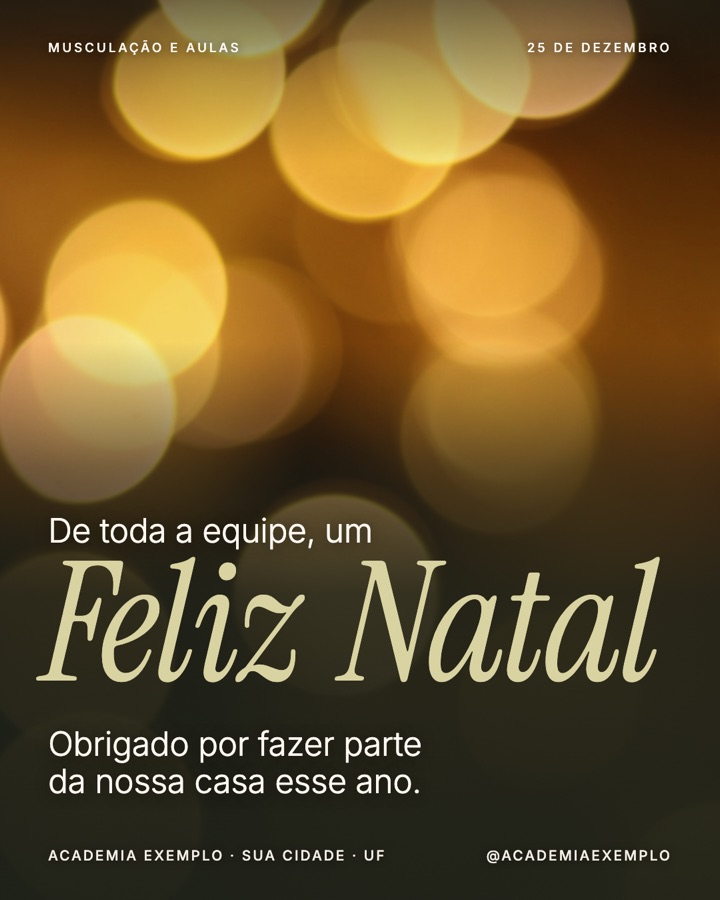 MUSCULAÇÃO E AULAS
25 DE DEZEMBRO
De toda a equipe, um
Feliz Natal
Obrigado por fazer parte
da nossa casa esse ano.
ACADEMIA EXEMPLO · SUA CIDADE · UF
@ACADEMIAEXEMPLO